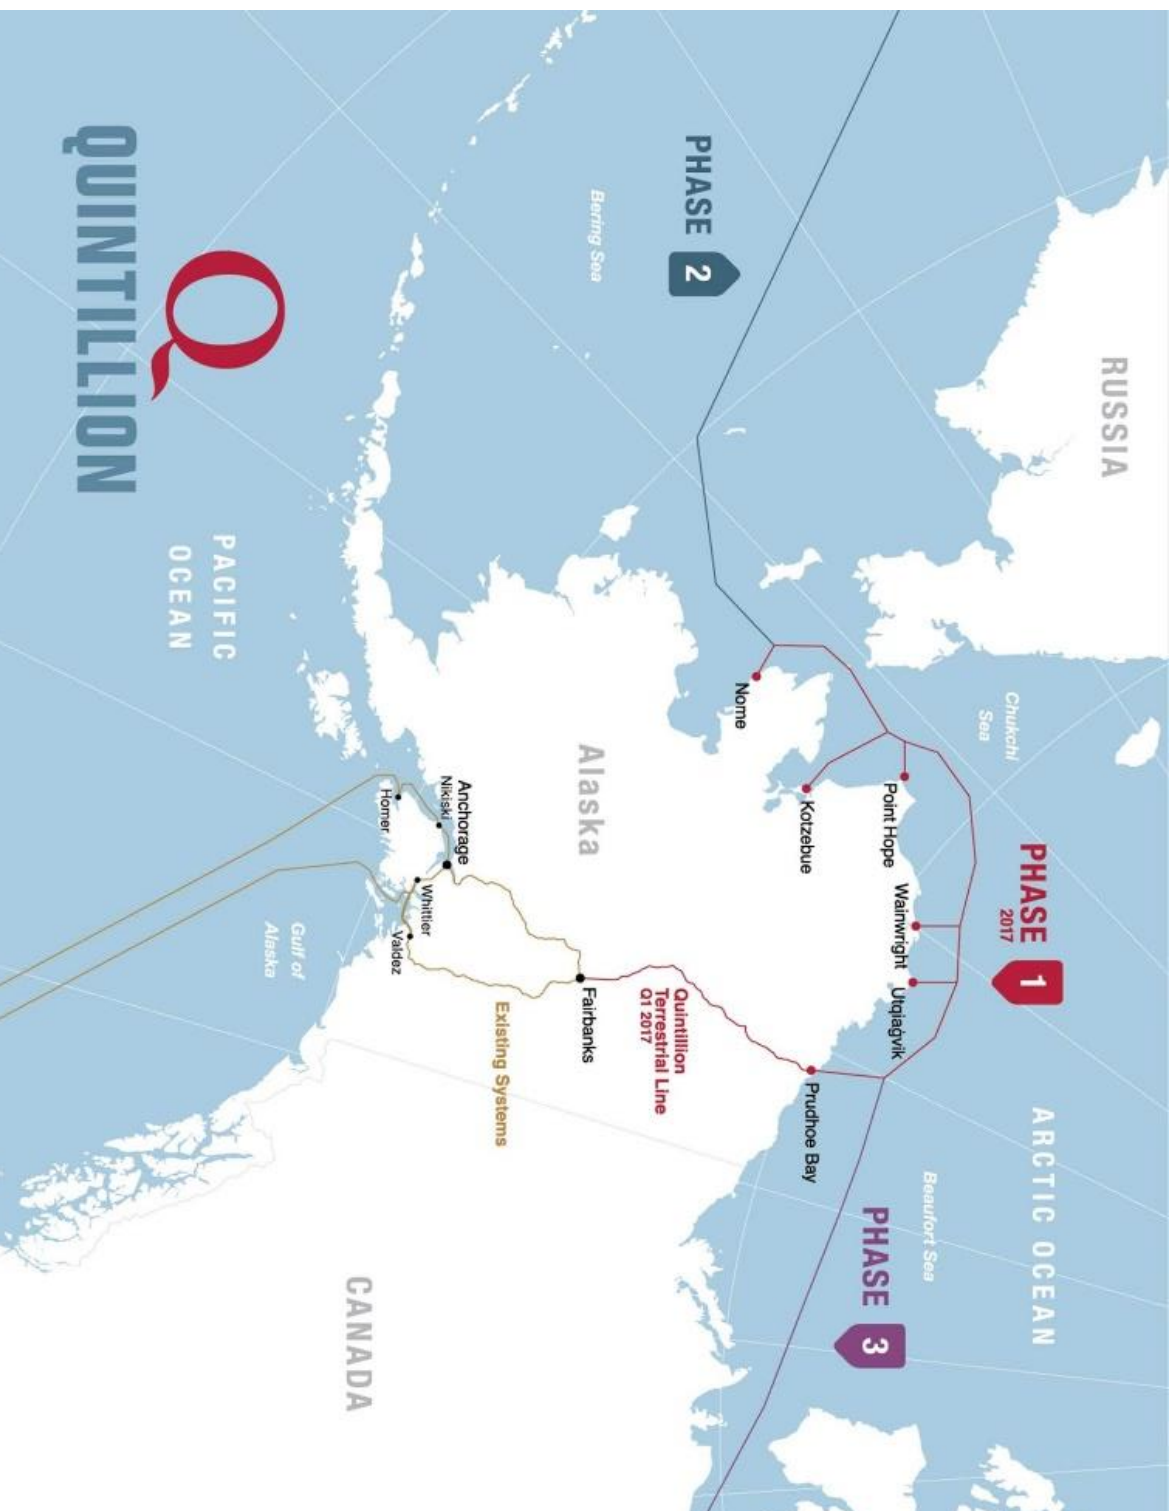 RUSSIA
PHASE
2
Bering Sea
Q
QUINTILLION
PACIFIC
OCEAN
Chukchi
Sea
PHASE
2017
1
ARCTIC OCEAN
Beaufort Sea
PHASE
3
Nome
Kotzebue
Point Hope
Wainwright
Utqiaġvik
Prudhoe Bay
Alaska
Quintillion
Terrestrial Line
Q1 2017
Fairbanks
Existing Systems
Anchorage
Nikiski
Homer
Whittier
Valdez
Gulf of
Alaska
CANADA